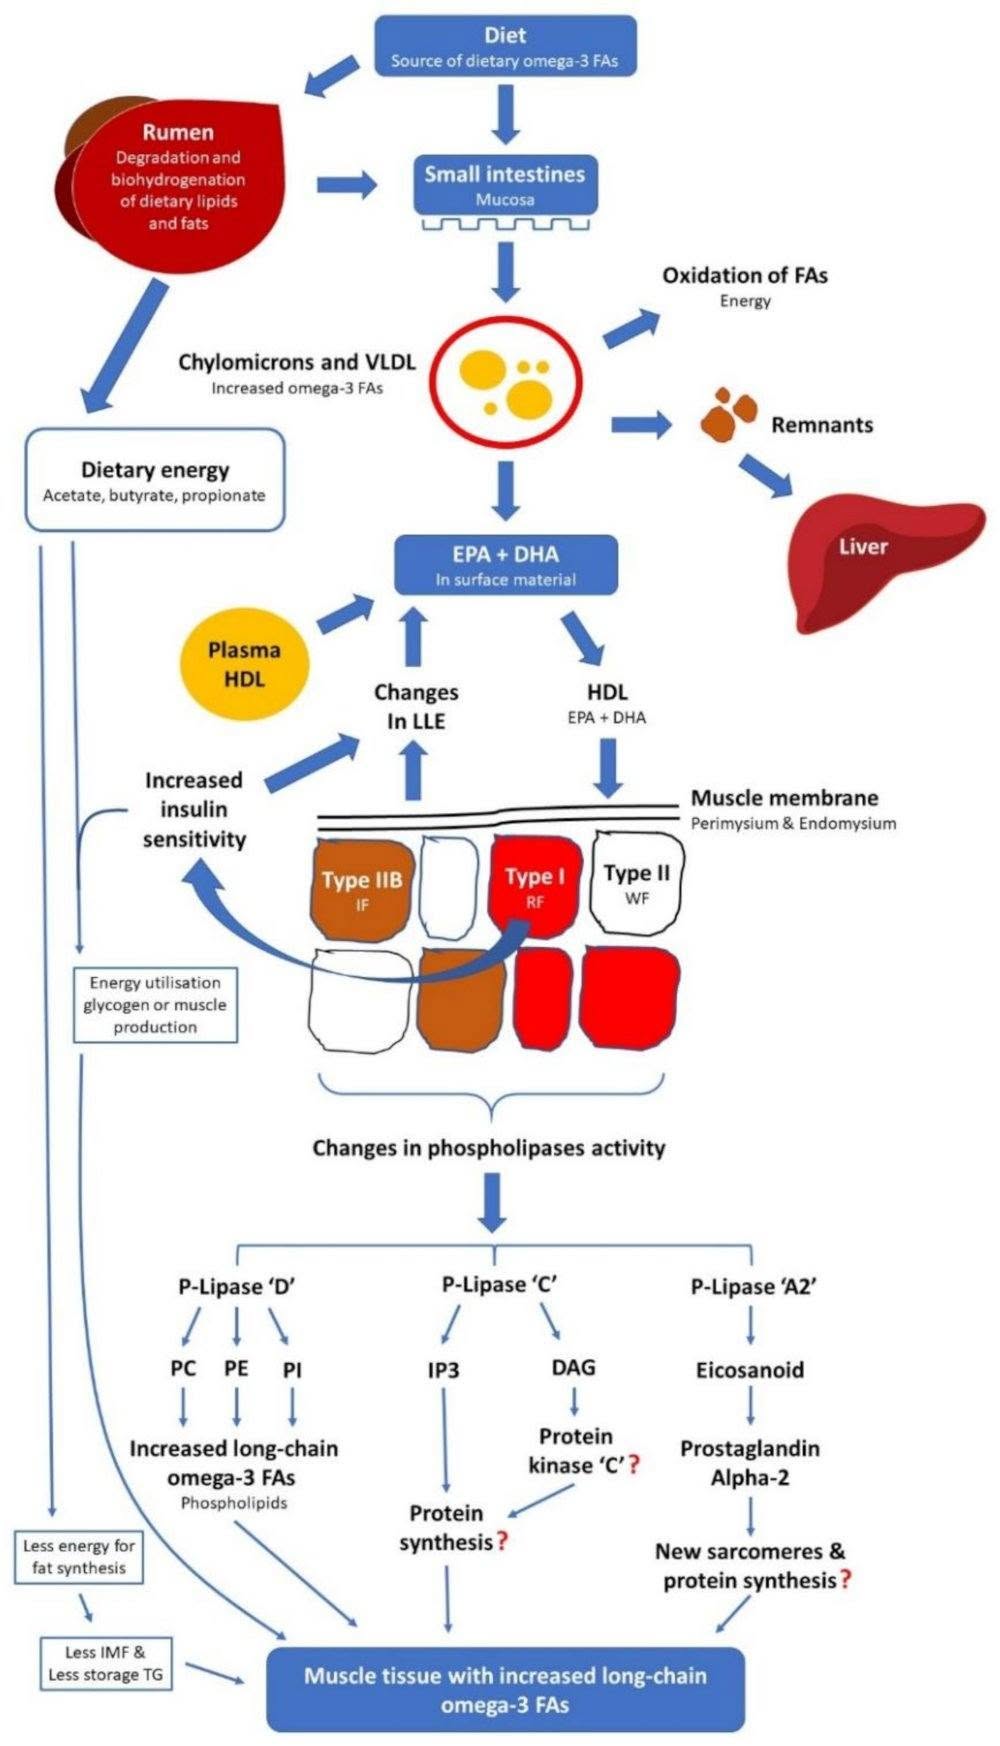 Diet
Source of dietary omega-3 FAs
Rumen
Degradation and
biohydrogenation
of dietary lipids
and fats
Small intestines
Mucosa
Oxidation of FAs
Energy
Chylomicrons and VLDL
Increased omega-3 FAs
Remnants
Dietary energy
Acetate, butyrate, propionate
Liver
EPA + DHA
In surface material
Plasma
HDL
Changes
In LLE
HDL
EPA + DHA
Increased
insulin
sensitivity
Muscle membrane
Perimysium & Endomysium
Type IIB
IF
Type I
RF
Type II
WF
Energy utilisation
glycogen or muscle
production
Changes in phospholipases activity
P-Lipase ‘D’
P-Lipase ‘C’
P-Lipase ‘A2’
PC
PE
PI
IP3
DAG
Eicosanoid
Increased long-chain
omega-3 FAs
Phospholipids
Protein
kinase ‘C’?
Prostaglandin
Alpha-2
Protein
synthesis?
Less energy for
fat synthesis
New sarcomeres &
protein synthesis?
Less IMF &
Less storage TG
Muscle tissue with increased long-chain
omega-3 FAs